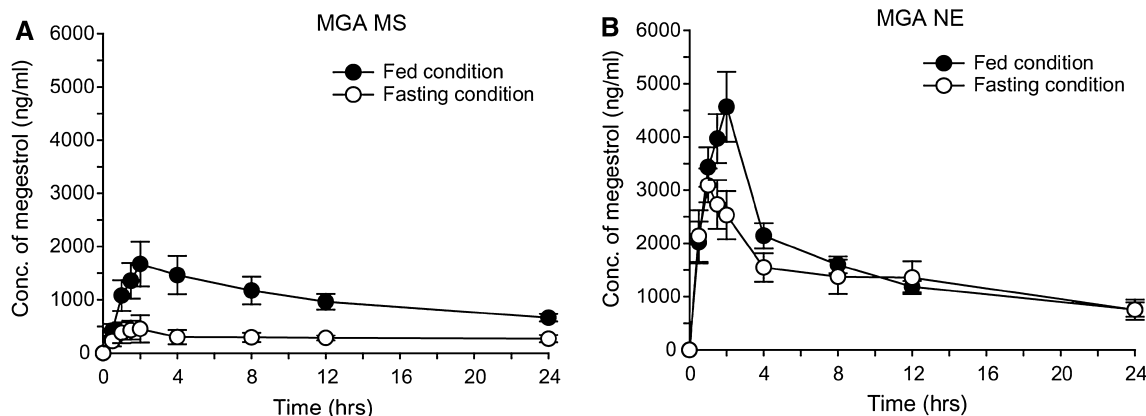 A
MGA MS
Conc. of megestrol (ng/ml)
6000
5000
4000
3000
2000
1000
0
Fed condition
Fasting condition
0 4 8 12 16 20 24
Time (hrs)
B
MGA NE
Conc. of megestrol (ng/ml)
6000
5000
4000
3000
2000
1000
0
Fed condition
Fasting condition
0 4 8 12 16 20 24
Time (hrs)